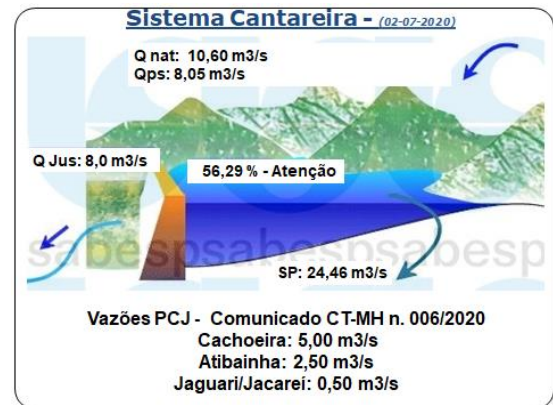 Sistema Cantareira - (02-07-2020)
Q nat: 10,60 m3/s
Qps: 8,05 m3/s
Q Jus: 8,0 m3/s
56,29 % - Atenção
sabespsabespsabesp
SP: 24,46 m3/s
Vazões PCJ - Comunicado CT-MH n. 006/2020
Cachoeira: 5,00 m3/s
Atibainha: 2,50 m3/s
Jaguari/Jacareí: 0,50 m3/s